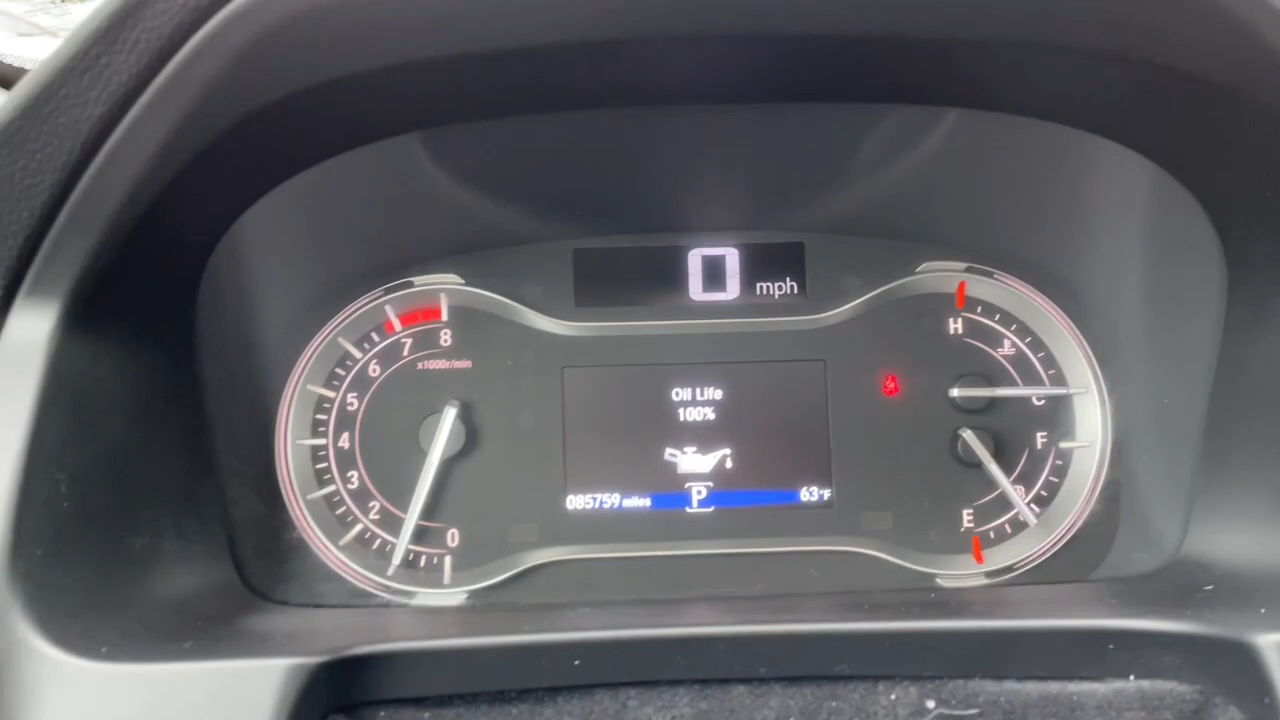 0 mph
8
7
6
5
4
3
2
0
x1000r/min
Oil Life
100%
085759 miles P 63°F
H
C
F
E